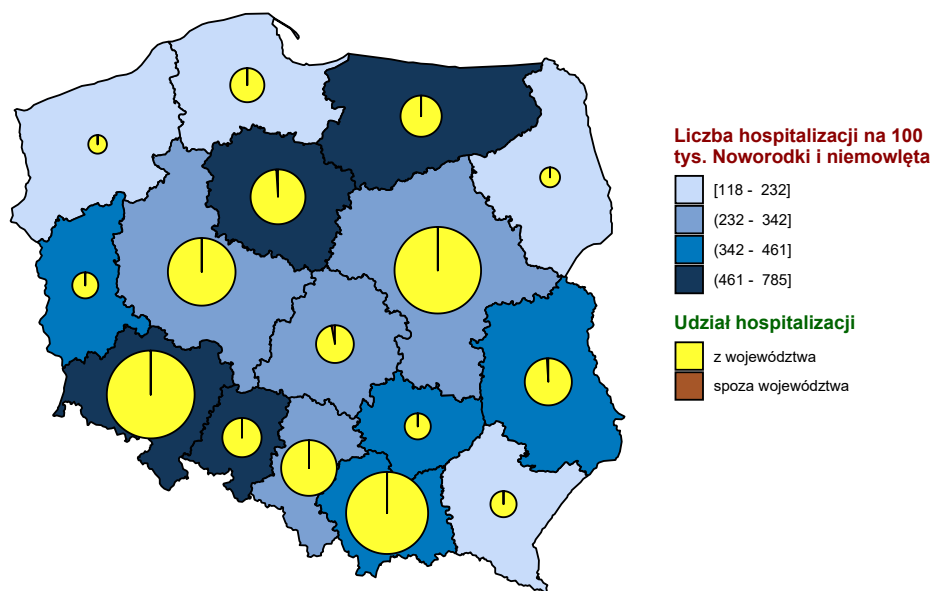 Liczba hospitalizacji na 100
tys. Noworodki i niemowlęta
[118 - 232]
(232 - 342]
(342 - 461]
(461 - 785]
Udział hospitalizacji
z województwa
spoza województwa